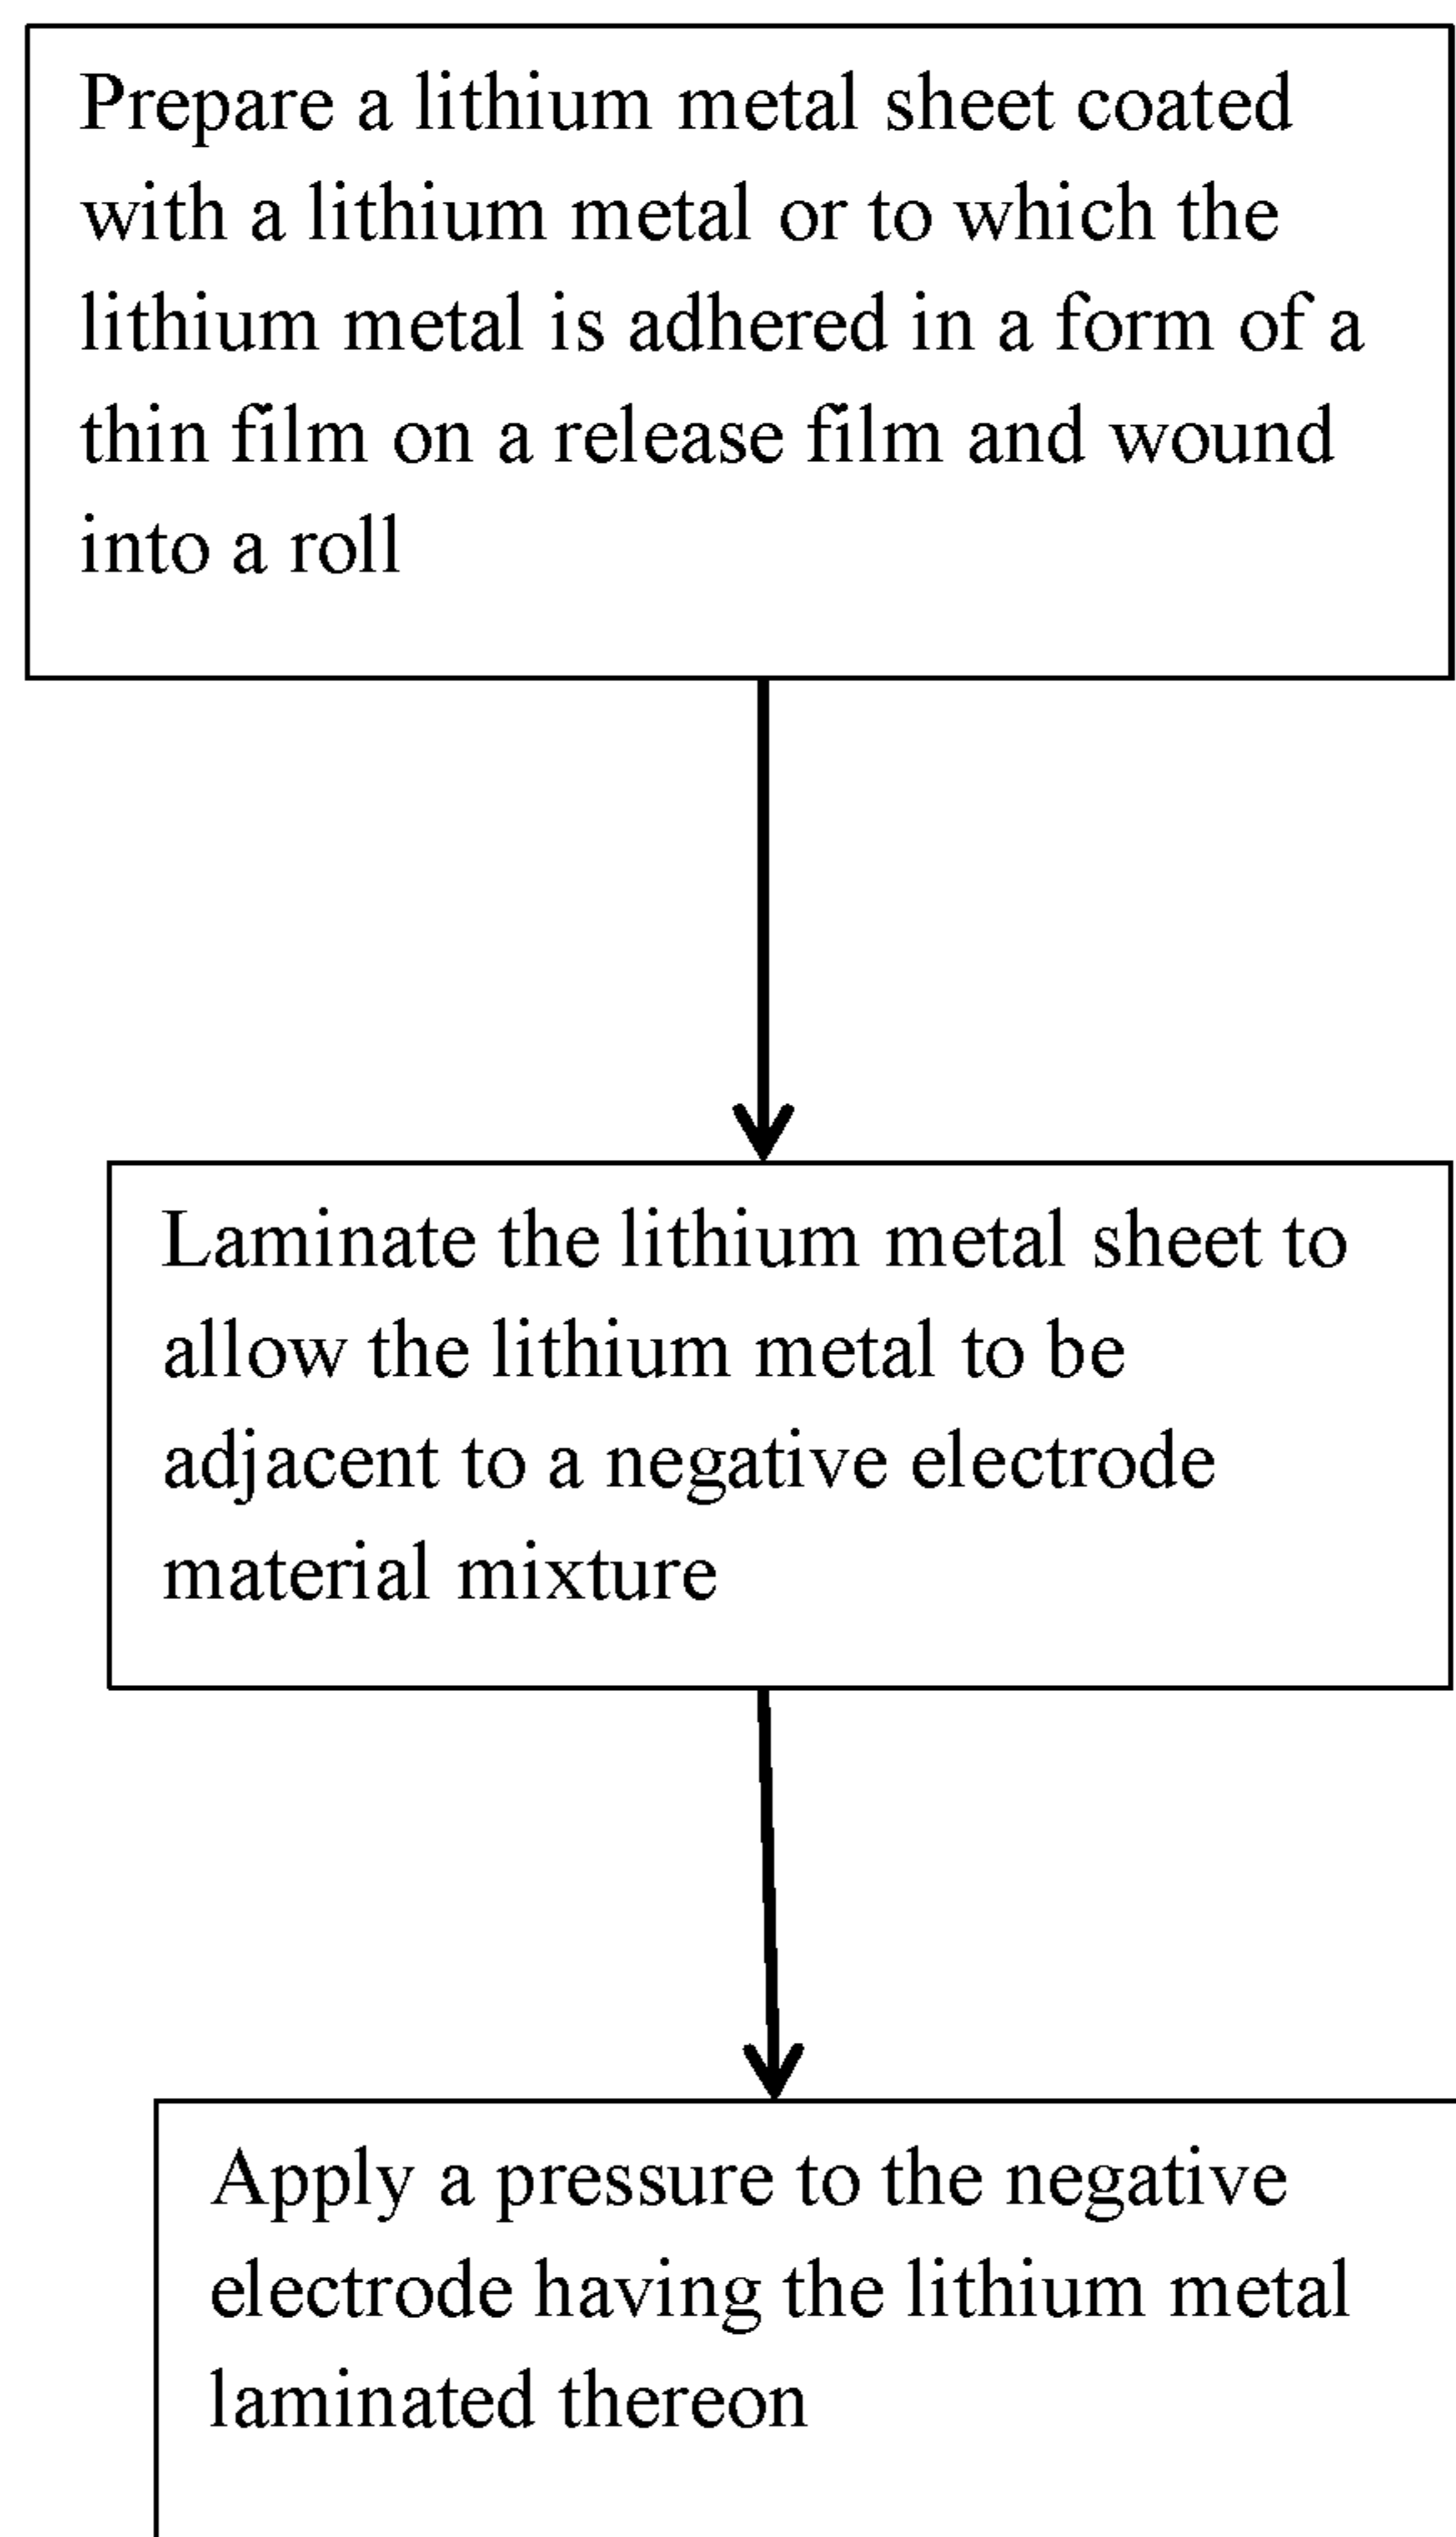 Prepare a lithium metal sheet coated
with a lithium metal or to which the
lithium metal is adhered in a form of a
thin film on a release film and wound
into a roll
Laminate the lithium metal sheet to
allow the lithium metal to be
adjacent to a negative electrode
material mixture
Apply a pressure to the negative
electrode having the lithium metal
laminated thereon